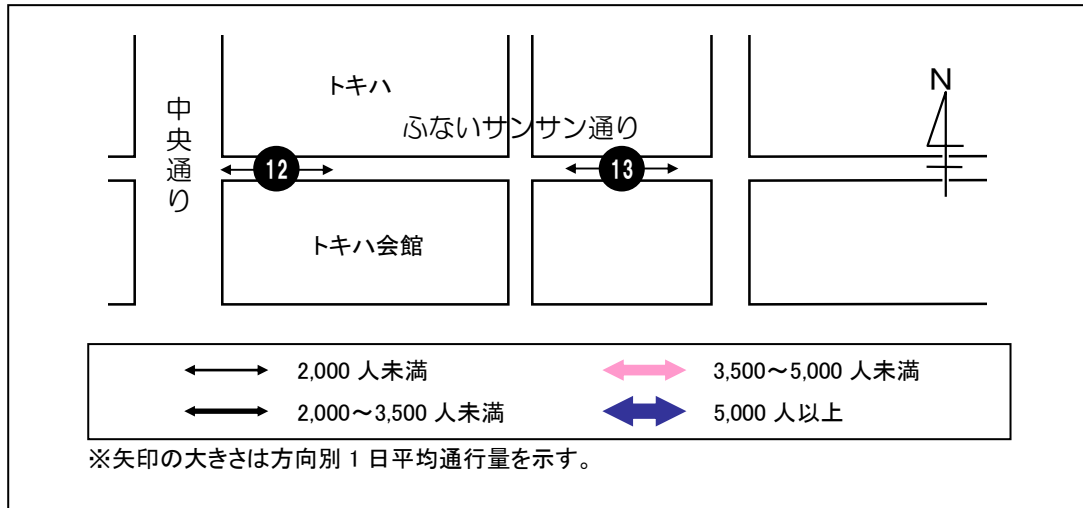 トキハ
中央通り
ふないサンサン通り
N
12
13
トキハ会館
2,000 人未満
3,500～5,000 人未満
2,000～3,500 人未満
5,000 人以上
※矢印の大きさは方向別 1 日平均通行量を示す。